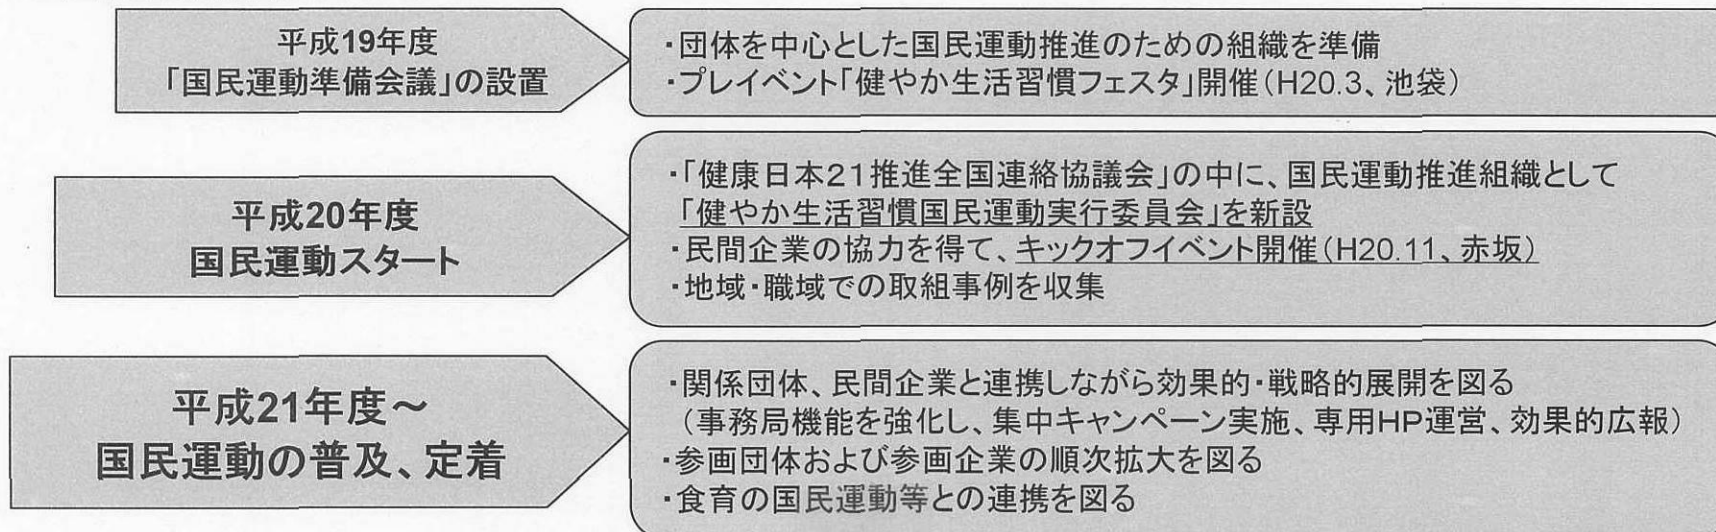 平成19年度
「国民運動準備会議」の設置
・団体を中心とした国民運動推進のための組織を準備
・プレイベント「健やか生活習慣フェスタ」開催（H20.3、池袋）
平成20年度
国民運動スタート
・「健康日本21推進全国連絡協議会」の中に、国民運動推進組織として
「健やか生活習慣国民運動実行委員会」を新設
・民間企業の協力を得て、キックオフイベント開催（H20.11、赤坂）
・地域・職域での取組事例を収集
平成21年度～
国民運動の普及、定着
・関係団体、民間企業と連携しながら効果的・戦略的展開を図る
（事務局機能を強化し、集中キャンペーン実施、専用HP運営、効果的広報）
・参画団体および参画企業の順次拡大を図る
・食育の国民運動等との連携を図る